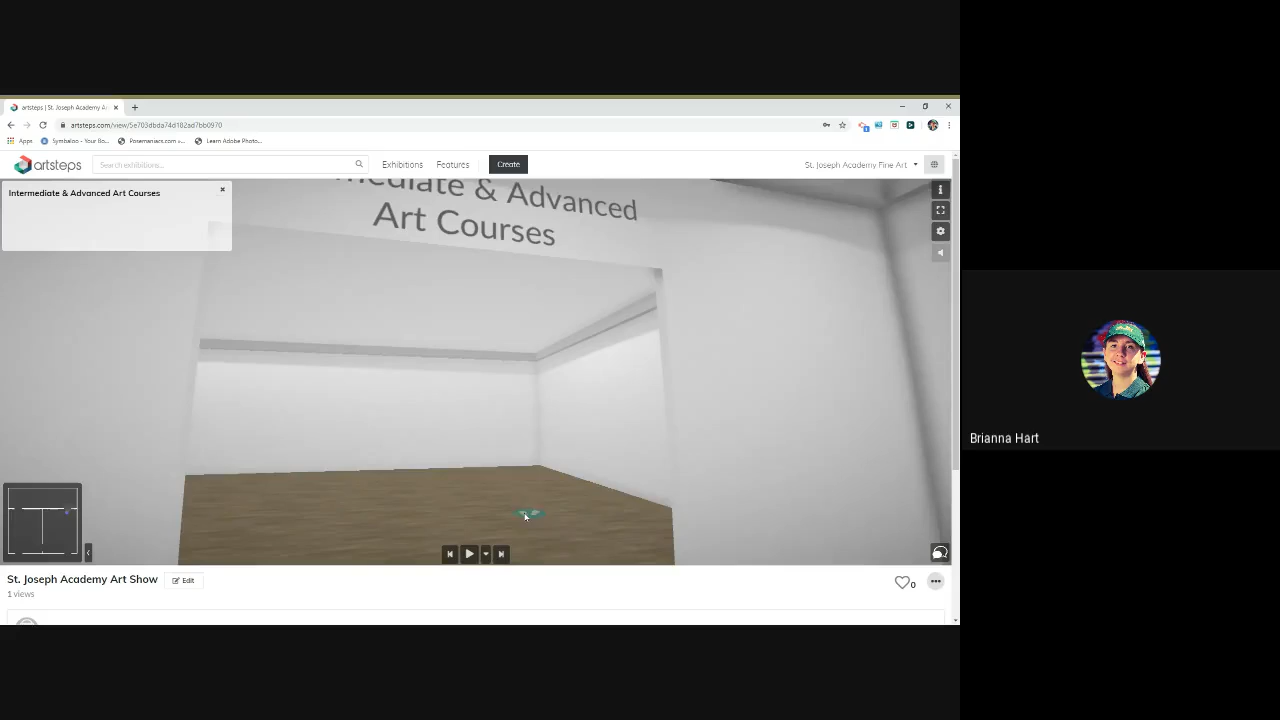 artsteps | St. Joseph Academy A
artsteps.com/view/5e703dbda74d182ad7bb0970
Apps
Symbaloo - Your Bo...
Posemaniacs.com »...
Learn Adobe Photo...
artsteps
Search exhibitions...
Exhibitions
Features
Create
St. Joseph Academy Fine Art
Intermediate & Advanced Art Courses
mediate & Advanced
Art Courses
Brianna Hart
St. Joseph Academy Art Show
Edit
1 views
0